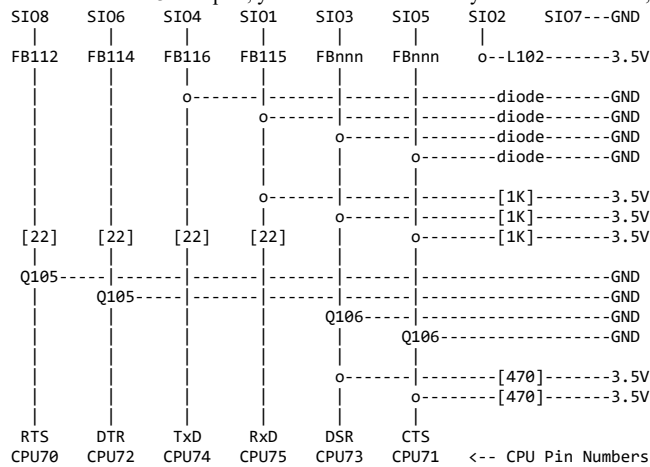 SIO8    SIO6    SIO4    SIO1    SIO3    SIO5    SIO2    SIO7---GND
  |       |       |       |       |       |       |
FB112   FB114   FB116   FB115   FBnnn   FBnnn     o--L102-------3.5V
  |       |       |       |       |       |
  |       |       o-------|-------|-------|--------diode-------GND
  |       |       |       o-------|-------|--------diode-------GND
  |       |       |       |       o-------|--------diode-------GND
  |       |       |       |       |       o--------diode-------GND
  |       |       |       |       |       |
  |       |       |       o-------|-------|--------[1K]--------3.5V
  |       |       |       |       o-------|--------[1K]--------3.5V
 [22]    [22]    [22]    [22]     |       o--------[1K]--------3.5V
  |       |       |       |       |       |
 Q105-----|-------|-------|-------|-------|--------------------GND
  |      Q105-----|-------|-------|-------|--------------------GND
  |       |       |       |      Q106-----|--------------------GND
  |       |       |       |       |      Q106------------------GND
  |       |       |       |       |       |
  |       |       |       |       o-------|--------[470]-------3.5V
  |       |       |       |       |       o--------[470]-------3.5V
  |       |       |       |       |       |
 RTS     DTR     TxD     RxD     DSR     CTS
CPU70   CPU72   CPU74   CPU75   CPU73   CPU71   <-- CPU Pin Numbers